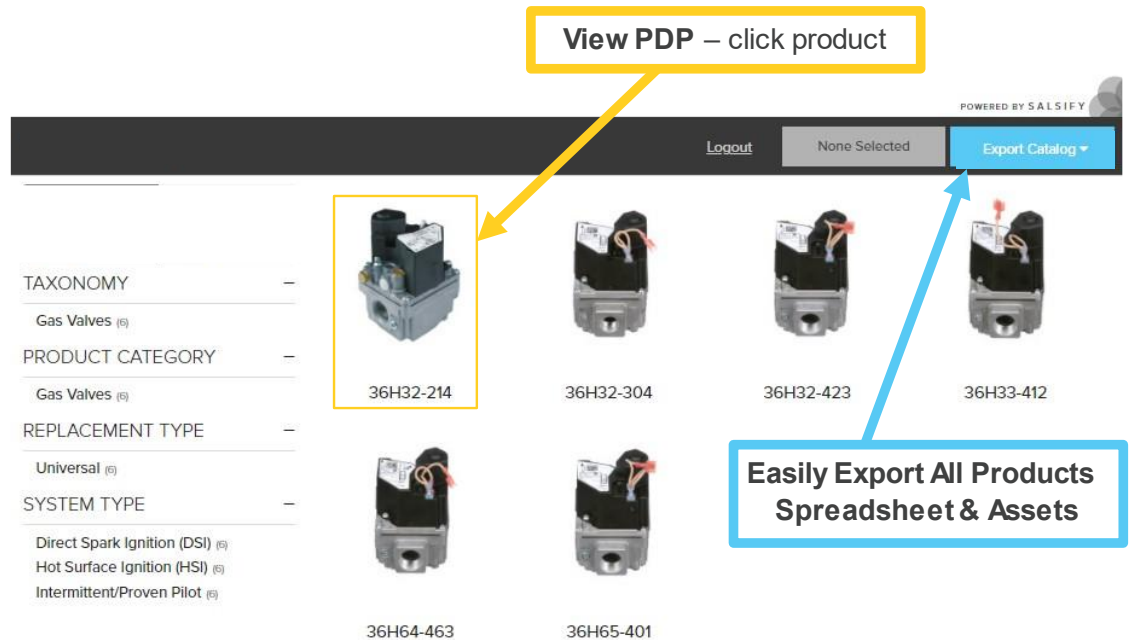 View PDP – click product
POWERED BY SALSIFY
Logout
None Selected
Export Catalog
TAXONOMY
Gas Valves (6)
PRODUCT CATEGORY
Gas Valves (6)
REPLACEMENT TYPE
Universal (6)
SYSTEM TYPE
Direct Spark Ignition (DSI) (6)
Hot Surface Ignition (HSI) (6)
Intermittent/Proven Pilot (6)
36H32-214
36H32-304
36H32-423
36H33-412
Easily Export All Products
Spreadsheet & Assets
36H64-463
36H65-401